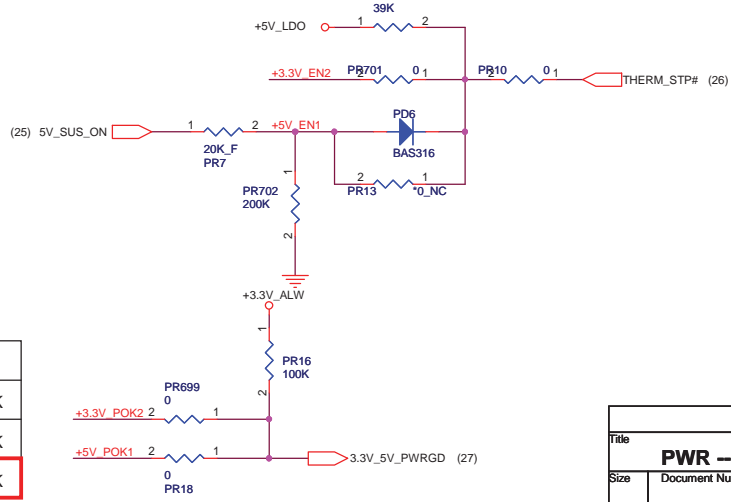 39K
+5V_LDO 1 2
+3.3V_EN2 PR701 2 0 1 PR10 2 0 1 THERM_STP# (26)
(25) 5V_SUS_ON 1 2 +5V_EN1 PD6
20K_F BAS316
PR7
2 1
PR13 *0_NC
1
PR702
200K
2
+3.3V_ALW
1
PR16
100K
2
PR699
0
+3.3V_POK2 2 1
+5V_POK1 2 1 3.3V_5V_PWRGD (27)
0
PR18
K
K
K
Title
PWR --
Size Document Nu